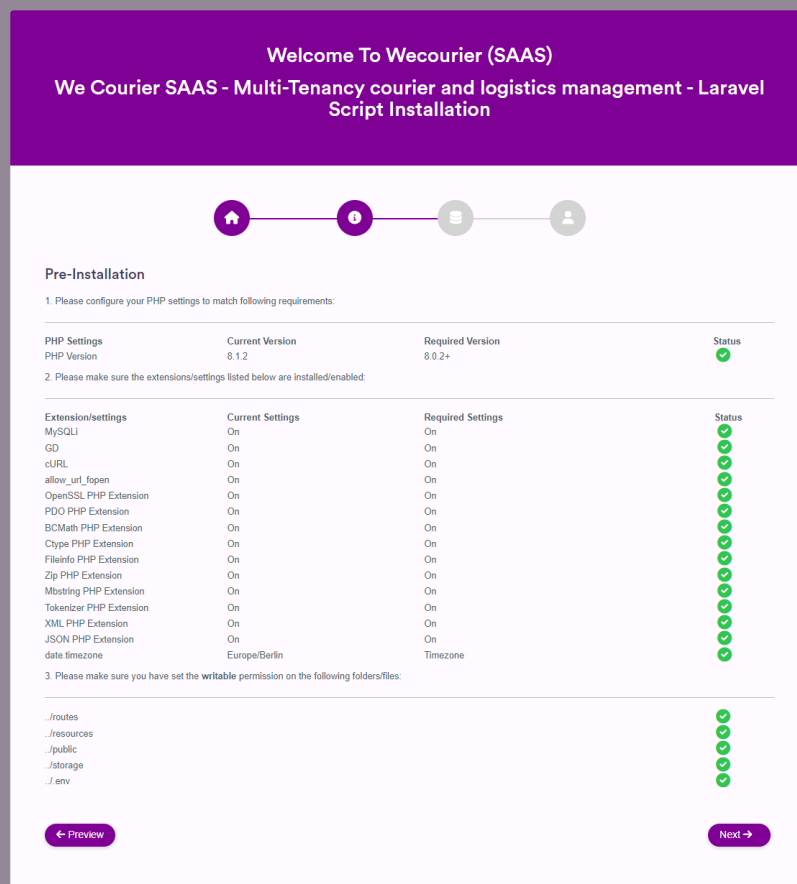 Welcome To Wecourier (SAAS)
We Courier SAAS - Multi-Tenancy courier and logistics management - Laravel
Script Installation
Pre-Installation
1. Please configure your PHP settings to match following requirements:
PHP Settings Current Version Required Version Status
PHP Version 8.1.2 8.0.2+
2. Please make sure the extensions/settings listed below are installed/enabled:
Extension/settings Current Settings Required Settings Status
MySQLi On On
GD On On
cURL On On
allow_url_fopen On On
OpenSSL PHP Extension On On
PDO PHP Extension On On
BCMath PHP Extension On On
Ctype PHP Extension On On
Fileinfo PHP Extension On On
Zip PHP Extension On On
Mbstring PHP Extension On On
Tokenizer PHP Extension On On
XML PHP Extension On On
JSON PHP Extension On On
date.timezone Europe/Berlin Timezone
3. Please make sure you have set the writable permission on the following folders/files:
../routes
../resources
../public
../storage
../.env
← Preview Next →